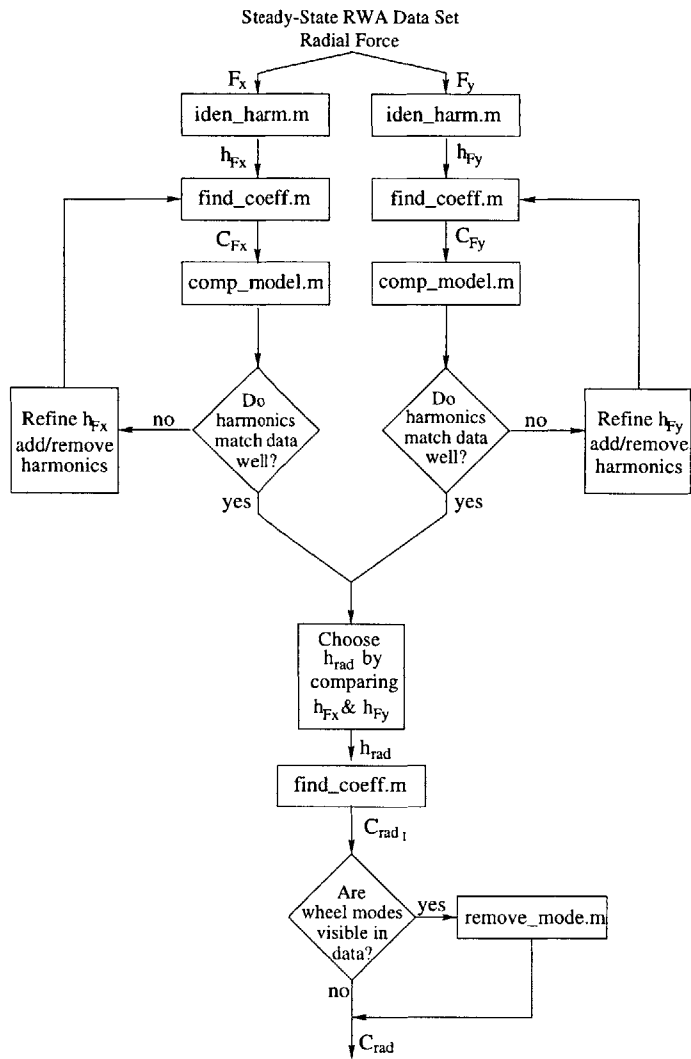 Steady-State RWA Data Set
Radial Force
Fx
Fy
iden_harm.m
iden_harm.m
hFx
hFy
find_coeff.m
find_coeff.m
CFx
CFy
comp_model.m
comp_model.m
Refine hFx
add/remove
harmonics
no
Do
harmonics
match data
well?
Do
harmonics
match data
well?
no
Refine hFy
add/remove
harmonics
yes
yes
Choose
hrad by
comparing
hFx & hFy
hrad
find_coeff.m
Crad I
Are
wheel modes
visible in
data?
yes
remove_mode.m
no
Crad